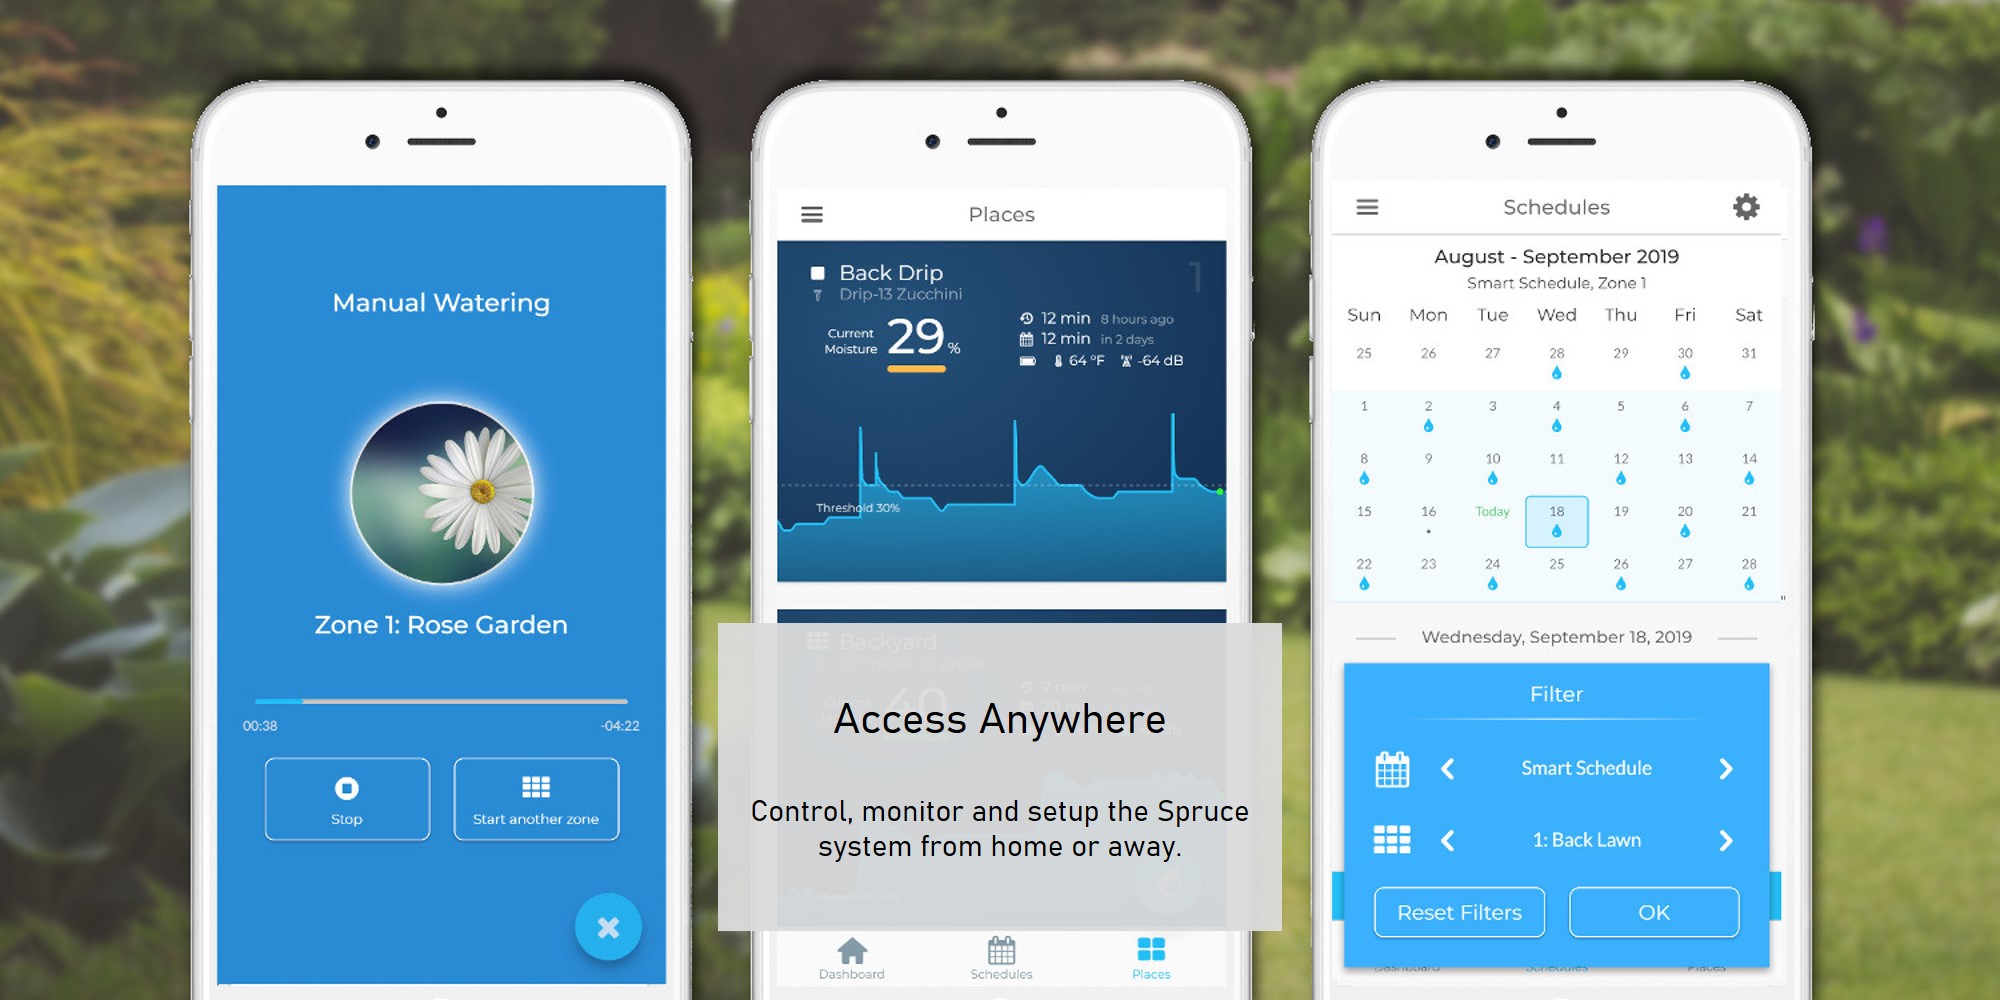 Manual Watering
Zone 1: Rose Garden
00:38 -04:22
Stop
Start another zone
Places
Back Drip
1
Drip-13 Zucchini
Current
Moisture
29%
12 min 8 hours ago
12 min in 2 days
64 °F -64 dB
Threshold 30%
Backyard
7 min
40
Access Anywhere
Control, monitor and setup the Spruce
system from home or away.
Dashboard Schedules Places
Schedules
August - September 2019
Smart Schedule, Zone 1
Sun Mon Tue Wed Thu Fri Sat
25 26 27 28 29 30 31
1 2 3 4 5 6 7
8 9 10 11 12 13 14
15 16 Today 18 19 20 21
22 23 24 25 26 27 28
"
Wednesday, September 18, 2019
Filter
Smart Schedule
1: Back Lawn
Reset Filters OK
Dashboard Schedules Places